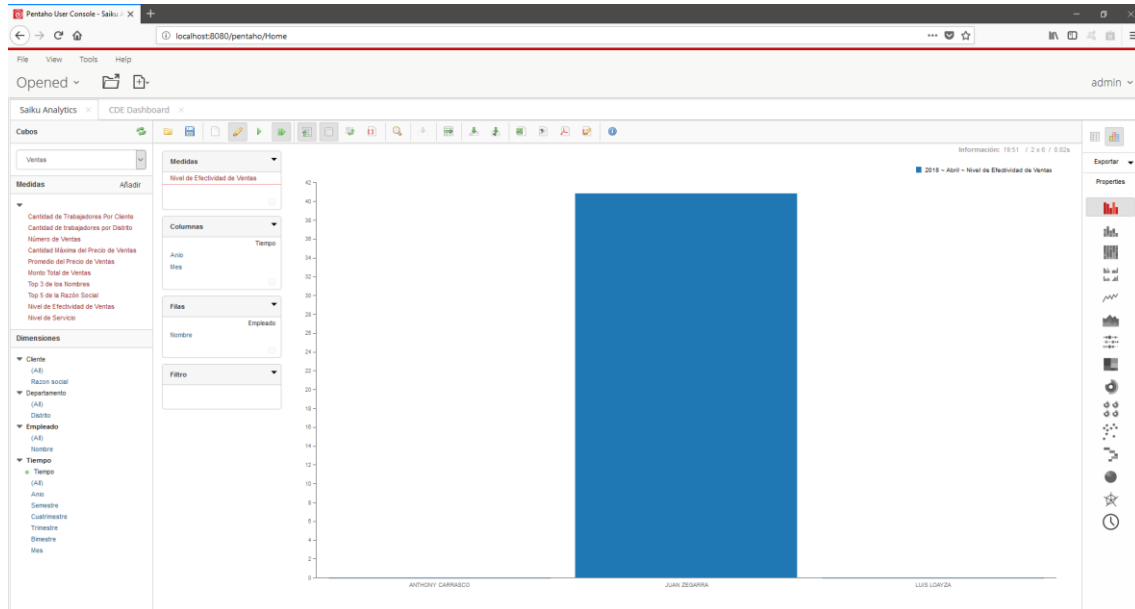 Pentaho User Console - Saiku A
localhost:8080/pentaho/Home
File View Tools Help
Opened
admin
Saiku Analytics
CDE Dashboard
Cubos
Ventas
Medidas Añadir
Cantidad de Trabajadores Por Cliente
Cantidad de trabajadores por Distrito
Número de Ventas
Cantidad Máxima del Precio de Ventas
Promedio del Precio de Ventas
Monto Total de Ventas
Top 3 de los Nombres
Top 5 de la Razón Social
Nivel de Efectividad de Ventas
Nivel de Servicio
Dimensiones
Cliente
(All)
Razon social
Departamento
(All)
Distrito
Empleado
(All)
Nombre
Tiempo
Tiempo
(All)
Anio
Semestre
Cuatrimestre
Trimestre
Bimestre
Mes
Medidas
Nivel de Efectividad de Ventas
Columnas
Tiempo
Anio
Mes
Filas
Empleado
Nombre
Filtro
Información: 19:51 / 2 x 6 / 0.02s
2018 ~ Abril ~ Nivel de Efectividad de Ventas
42
40
38
36
34
32
30
28
26
24
22
20
18
16
14
12
10
8
6
4
2
0
ANTHONY CARRASCO
JUAN ZEGARRA
LUIS LOAYZA
Exportar
Properties